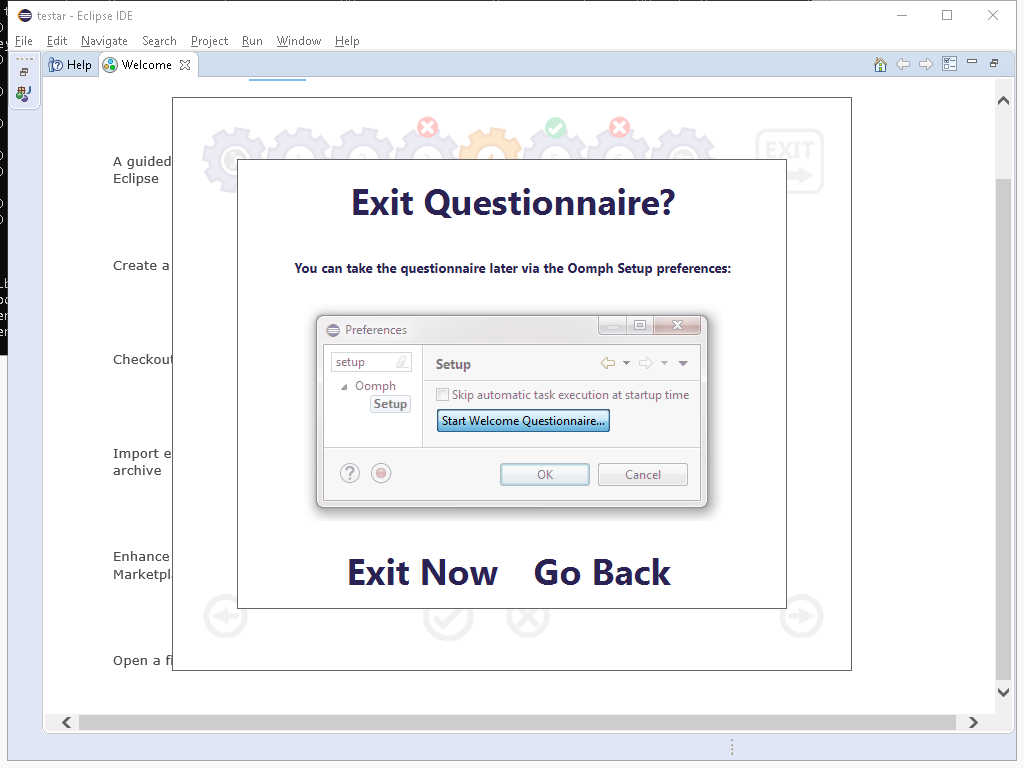 testar - Eclipse IDE
File Edit Navigate Search Project Run Window Help
Help Welcome
A guided
Eclipse
EXIT
Exit Questionnaire?
You can take the questionnaire later via the Oomph Setup preferences:
Create a
Preferences
setup
Setup
Oomph
Setup
Skip automatic task execution at startup time
Start Welcome Questionnaire...
OK Cancel
Checkout
Import e
archive
Enhance
Marketpl
Exit Now Go Back
Open a fi